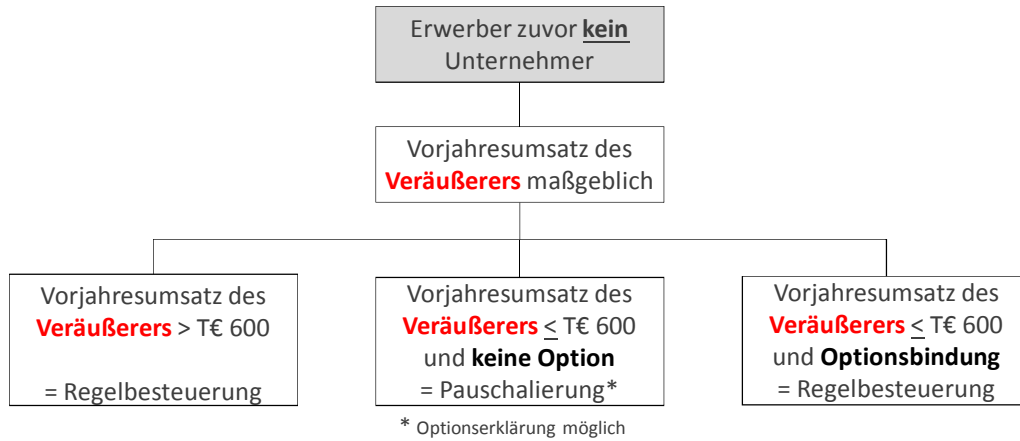 Erwerber zuvor kein
Unternehmer
Vorjahresumsatz des
Veräußerers maßgeblich
Vorjahresumsatz des
Veräußerers > T€ 600
= Regelbesteuerung
Vorjahresumsatz des
Veräußerers ≤ T€ 600
und keine Option
= Pauschalierung*
* Optionserklärung möglich
Vorjahresumsatz des
Veräußerers ≤ T€ 600
und Optionsbindung
= Regelbesteuerung